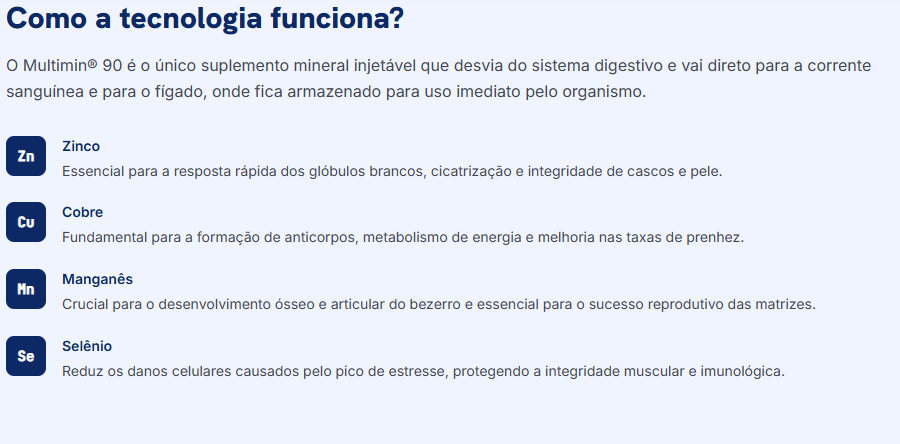 Como a tecnologia funciona?
O Multimin® 90 é o único suplemento mineral injetável que desvia do sistema digestivo e vai direto para a corrente
sanguínea e para o fígado, onde fica armazenado para uso imediato pelo organismo.
Zn
Zinco
Essencial para a resposta rápida dos glóbulos brancos, cicatrização e integridade de cascos e pele.
Cu
Cobre
Fundamental para a formação de anticorpos, metabolismo de energia e melhoria nas taxas de prenhez.
Mn
Manganês
Crucial para o desenvolvimento ósseo e articular do bezerro e essencial para o sucesso reprodutivo das matrizes.
Se
Selênio
Reduz os danos celulares causados pelo pico de estresse, protegendo a integridade muscular e imunológica.